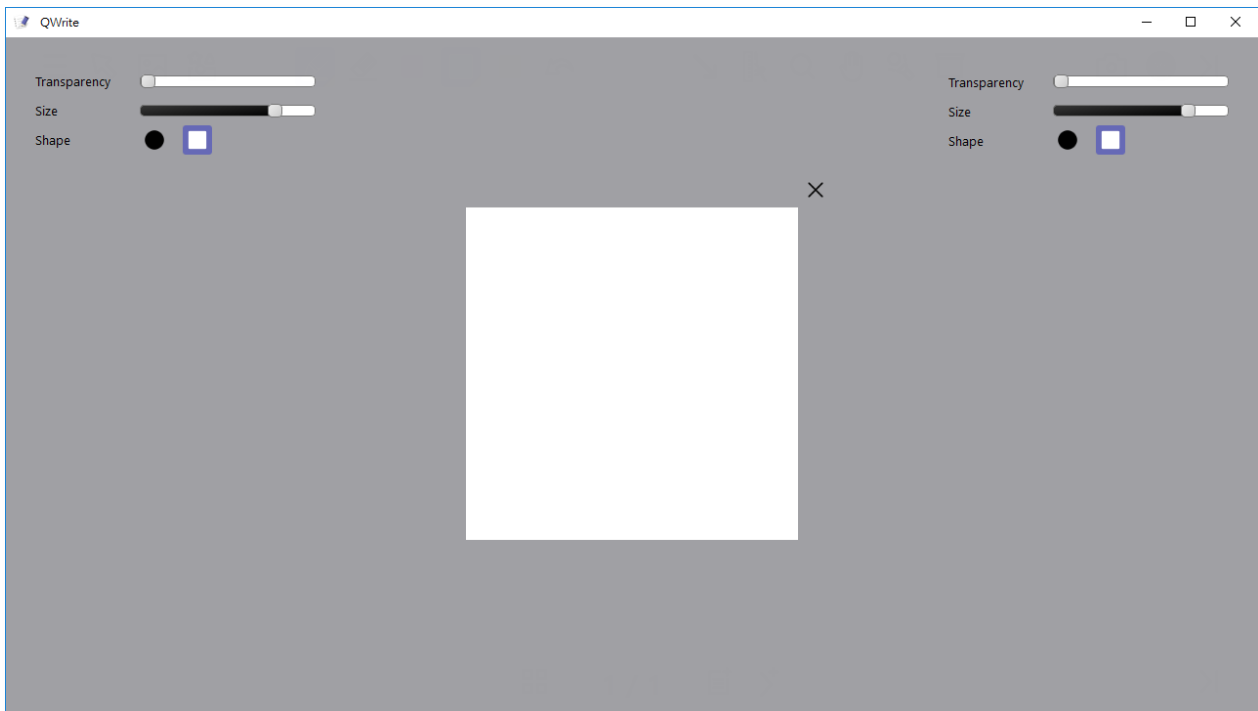 QWrite
Transparency
Size
Shape
Transparency
Size
Shape